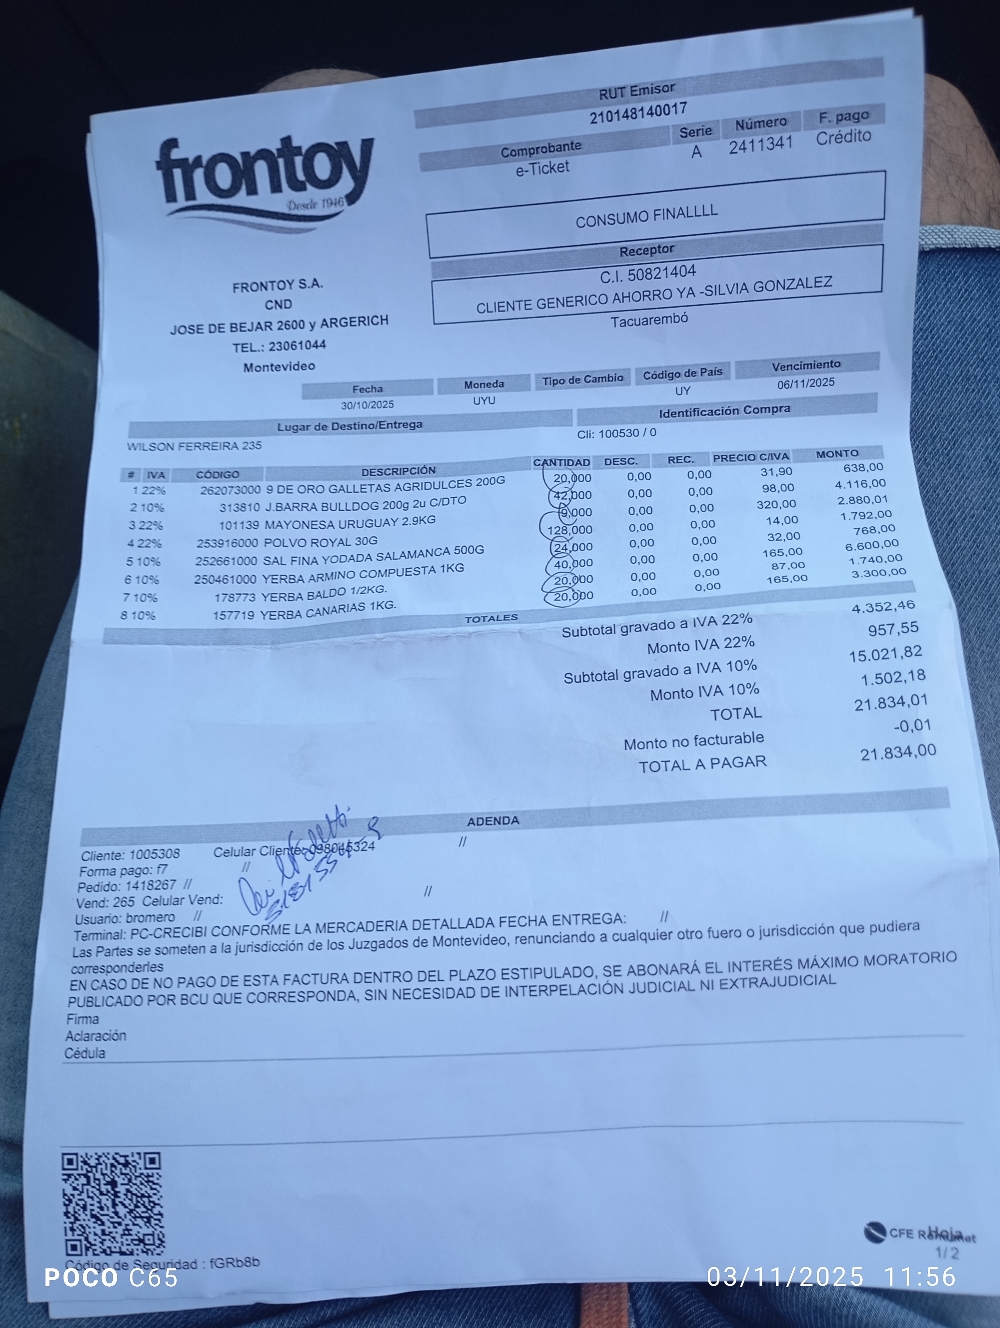 frontoy
Desde 1946
FRONTOY S.A.
CND
JOSE DE BEJAR 2600 y ARGERICH
TEL.: 23061044
Montevideo
RUT Emisor
210148140017
Comprobante Serie Número F. pago
e-Ticket A 2411341 Crédito
CONSUMO FINALLLL
Receptor
C.I. 50821404
CLIENTE GENERICO AHORRO YA -SILVIA GONZALEZ
Tacuarembó
Fecha Moneda Tipo de Cambio Código de País Vencimiento
30/10/2025 UYU UY 06/11/2025
Lugar de Destino/Entrega Identificación Compra
WILSON FERREIRA 235 Cli: 100530 / 0
# IVA CÓDIGO DESCRIPCIÓN CANTIDAD DESC. REC. PRECIO C/IVA MONTO
1 22% 262073000 9 DE ORO GALLETAS AGRIDULCES 200G 20,000 0,00 0,00 31,90 638,00
2 10% 313810 J.BARRA BULLDOG 200g 2u C/DTO 42,000 0,00 0,00 98,00 4.116,00
3 22% 101139 MAYONESA URUGUAY 2.9KG 9,000 0,00 0,00 320,00 2.880,01
4 22% 253916000 POLVO ROYAL 30G 128,000 0,00 0,00 14,00 1.792,00
5 10% 252661000 SAL FINA YODADA SALAMANCA 500G 24,000 0,00 0,00 32,00 768,00
6 10% 250461000 YERBA ARMINO COMPUESTA 1KG 40,000 0,00 0,00 165,00 6.600,00
7 10% 178773 YERBA BALDO 1/2KG. 20,000 0,00 0,00 87,00 1.740,00
8 10% 157719 YERBA CANARIAS 1KG. 20,000 0,00 0,00 165,00 3.300,00
TOTALES
Subtotal gravado a IVA 22% 4.352,46
Monto IVA 22% 957,55
Subtotal gravado a IVA 10% 15.021,82
Monto IVA 10% 1.502,18
TOTAL 21.834,01
Monto no facturable -0,01
TOTAL A PAGAR 21.834,00
ADENDA
Cliente: 1005308 Celular Cliente: 098065324 //
Forma pago: f7 //
Pedido: 1418267 //
Vend: 265 Celular Vend: //
Usuario: bromero //
Terminal: PC-CRECIBI CONFORME LA MERCADERIA DETALLADA FECHA ENTREGA: //
Las Partes se someten a la jurisdicción de los Juzgados de Montevideo, renunciando a cualquier otro fuero o jurisdicción que pudiera
corresponderles
EN CASO DE NO PAGO DE ESTA FACTURA DENTRO DEL PLAZO ESTIPULADO, SE ABONARÁ EL INTERÉS MÁXIMO MORATORIO
PUBLICADO POR BCU QUE CORRESPONDA, SIN NECESIDAD DE INTERPELACIÓN JUDICIAL NI EXTRAJUDICIAL
Firma
Aclaración
Cédula
Código de Seguridad : fGRb8b
CFE
Hoja
1/2
POCO C65
03/11/2025 11:56